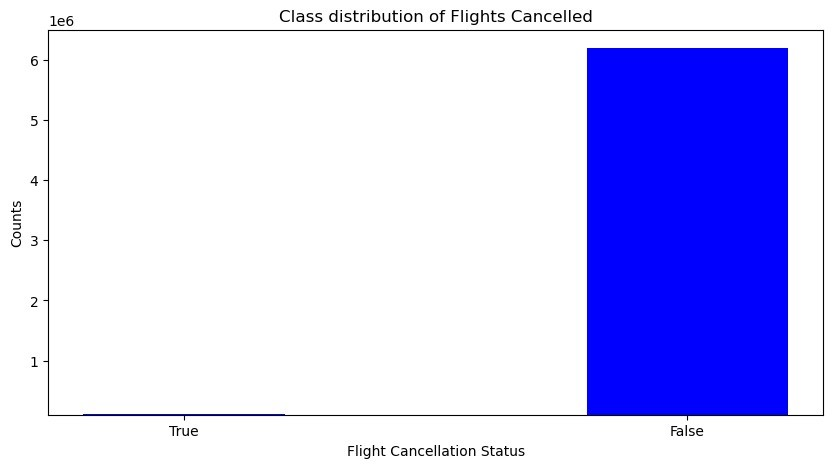 Class distribution of Flights Cancelled
1e6
6
5
4
3
2
1
Counts
True False
Flight Cancellation Status